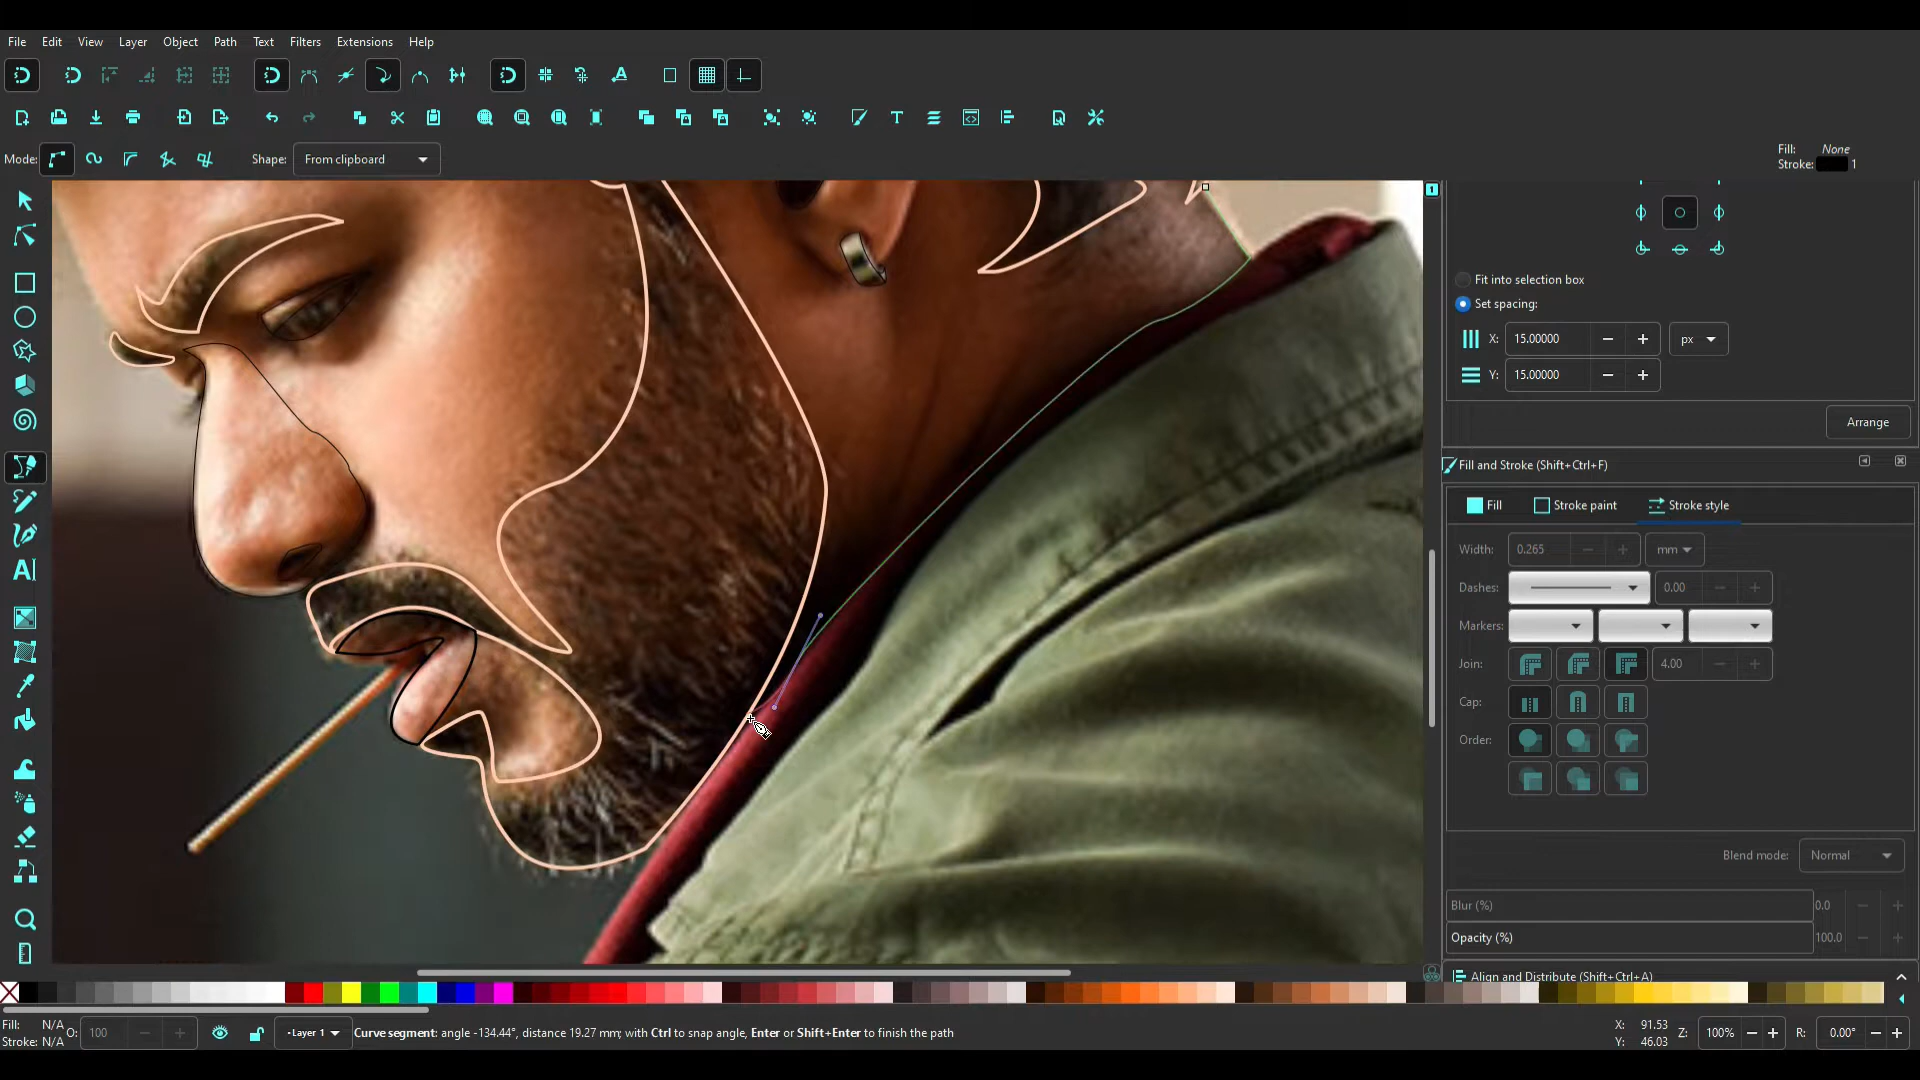 File Edit View Layer Object Path Text Filters Extensions Help
Mode: Shape: From clipboard Fill: None
Stroke: 1
Fit into selection box
Set spacing:
X: 15.00000 px
Y: 15.00000
Arrange
Fill and Stroke (Shift+Ctrl+F)
Fill Stroke paint Stroke style
Width: 0.265 mm
Dashes: 0.00
Markers:
Join: 4.00
Cap:
Order:
Blend mode: Normal
Blur (%) 0.0
Opacity (%) 100.0
Align and Distribute (Shift+Ctrl+A)
Fill: N/A O: 100 Layer 1 Curve segment: angle -134.44°, distance 19.27 mm; with Ctrl to snap angle, Enter or Shift+Enter to finish the path X: 91.53 Z: 100% R: 0.00°
Stroke: N/A Y: 46.03